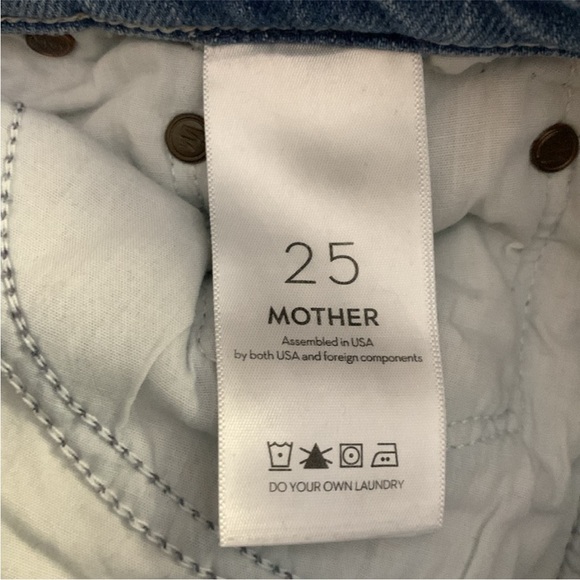 25
MOTHER
Assembled in USA
by both USA and foreign components
DO YOUR OWN LAUNDRY